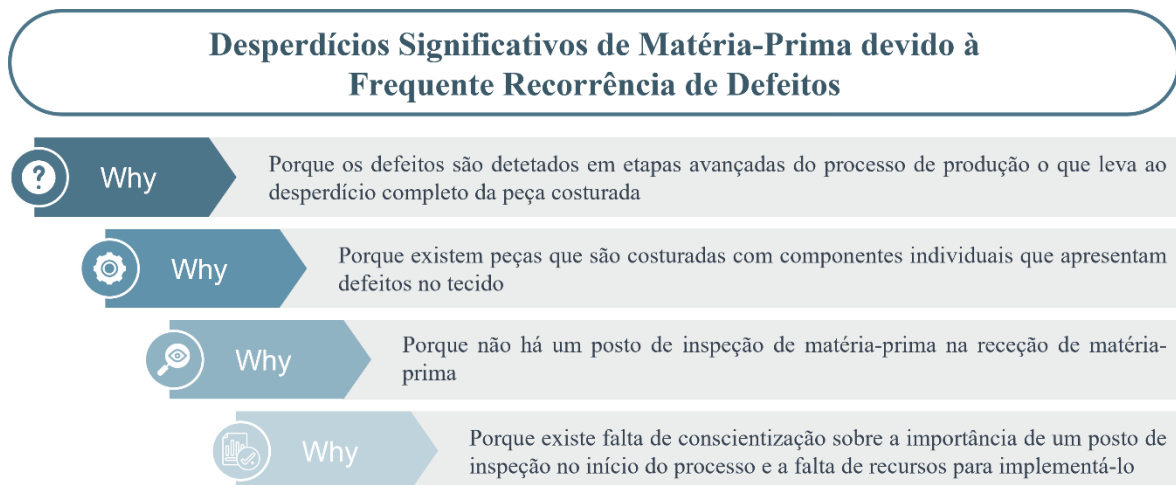 Desperdícios Significativos de Matéria-Prima devido à
Frequente Recorrência de Defeitos
Why
Porque os defeitos são detetados em etapas avançadas do processo de produção o que leva ao
desperdício completo da peça costurada
Why
Porque existem peças que são costuradas com componentes individuais que apresentam
defeitos no tecido
Why
Porque não há um posto de inspeção de matéria-prima na receção de matéria-
prima
Why
Porque existe falta de conscientização sobre a importância de um posto de
inspeção no início do processo e a falta de recursos para implementá-lo